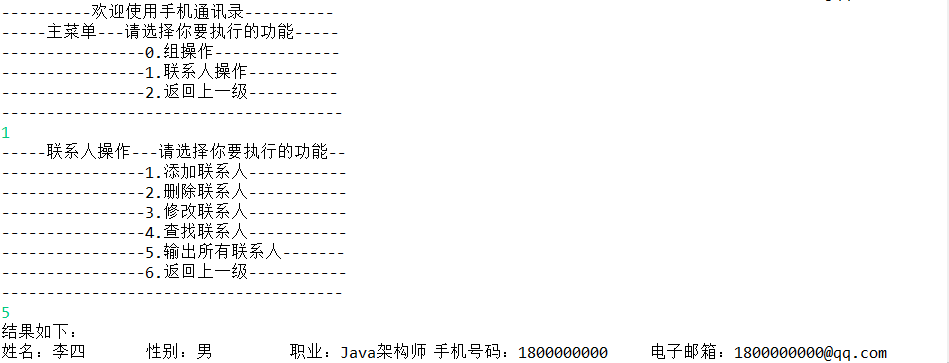 ----------欢迎使用手机通讯录----------
-----主菜单---请选择你要执行的功能-----
----------------0.组操作--------------
----------------1.联系人操作----------
----------------2.返回上一级----------
--------------------------------------
1
-----联系人操作---请选择你要执行的功能--
----------------1.添加联系人-----------
----------------2.删除联系人-----------
----------------3.修改联系人-----------
----------------4.查找联系人-----------
----------------5.输出所有联系人-------
----------------6.返回上一级-----------
--------------------------------------
5
结果如下：
姓名：李四 性别：男 职业：Java架构师 手机号码：1800000000 电子邮箱：1800000000@qq.com